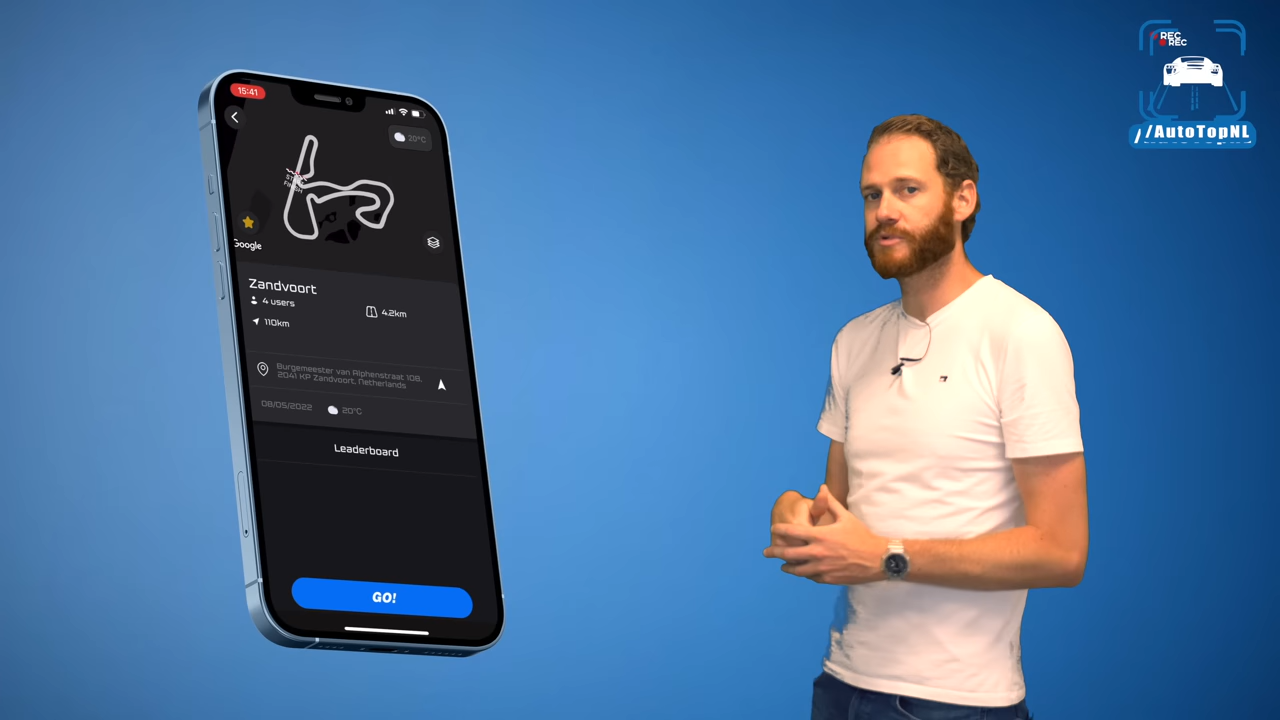 15:41
20°C
START
FINISH
Google
Zandvoort
4 users
4.2km
110km
Burgemeester van Alphenstraat 108,
2041 KP Zandvoort, Netherlands
08/05/2022
20°C
Leaderboard
GO!
REC
REC
//AutoTopNL